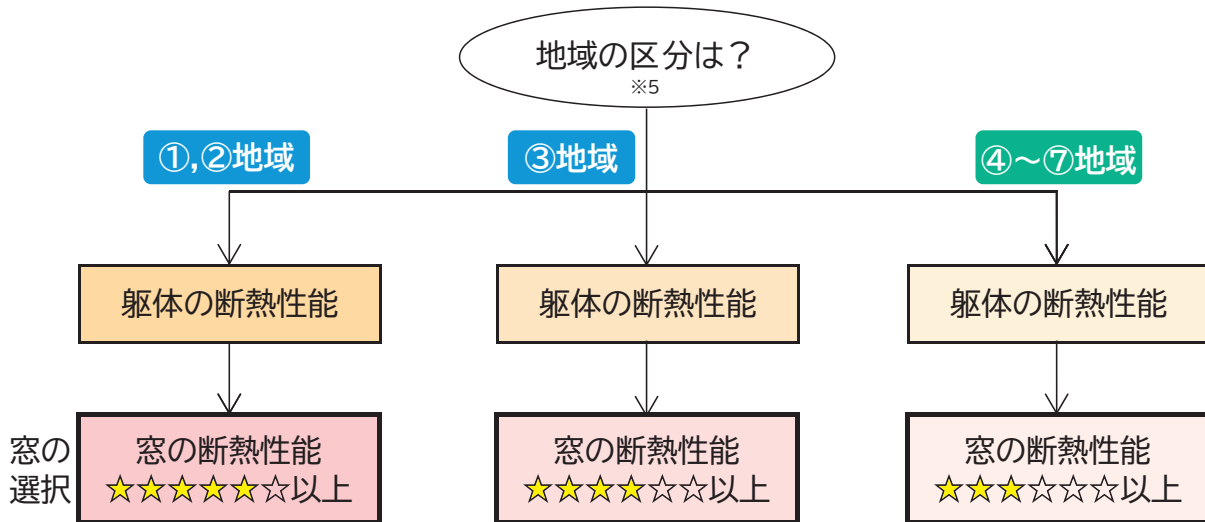 地域の区分は？
※5
①,②地域
③地域
④～⑦地域
躯体の断熱性能
躯体の断熱性能
躯体の断熱性能
窓の
選択
窓の断熱性能
★★★★★☆以上
窓の断熱性能
★★★★☆☆以上
窓の断熱性能
★★★☆☆☆以上